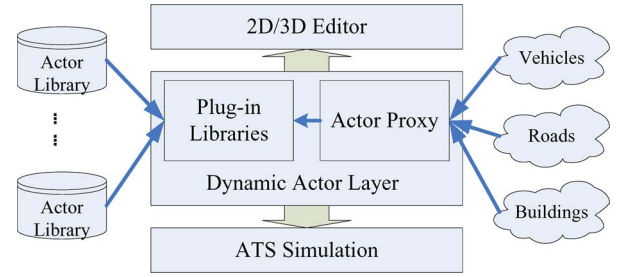 2D/3D Editor
Actor
Library
Actor
Library
Plug-in
Libraries
Actor Proxy
Dynamic Actor Layer
Vehicles
Roads
Buildings
ATS Simulation